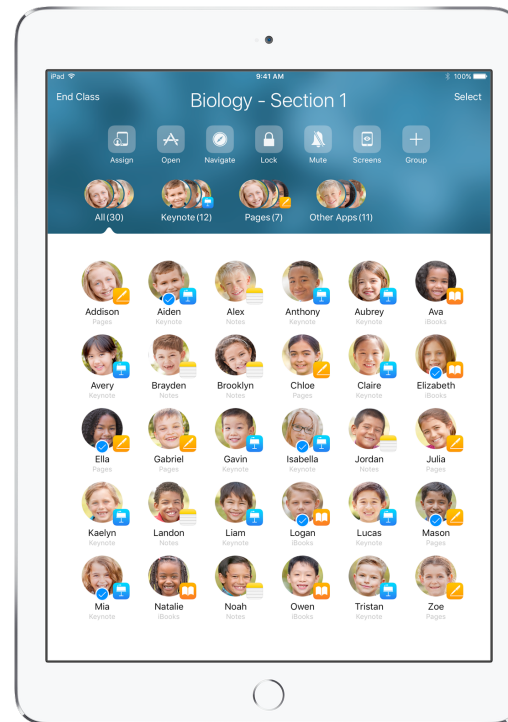 iPad 9:41 AM 100%
End Class Biology - Section 1 Select
Assign Open Navigate Lock Mute Screens Group
All (30) Keynote (12) Pages (7) Other Apps (11)
Addison Aiden Alex Anthony Aubrey Ava
Pages Keynote Notes Keynote Keynote iBooks
Avery Brayden Brooklyn Chloe Claire Elizabeth
Keynote Notes Notes Pages Keynote iBooks
Ella Gabriel Gavin Isabella Jordan Julia
Pages Pages Keynote Keynote Notes Pages
Kaelyn Landon Liam Logan Lucas Mason
Keynote Notes Keynote iBooks Keynote Pages
Mia Natalie Noah Owen Tristan Zoe
Keynote iBooks Notes iBooks Keynote Pages